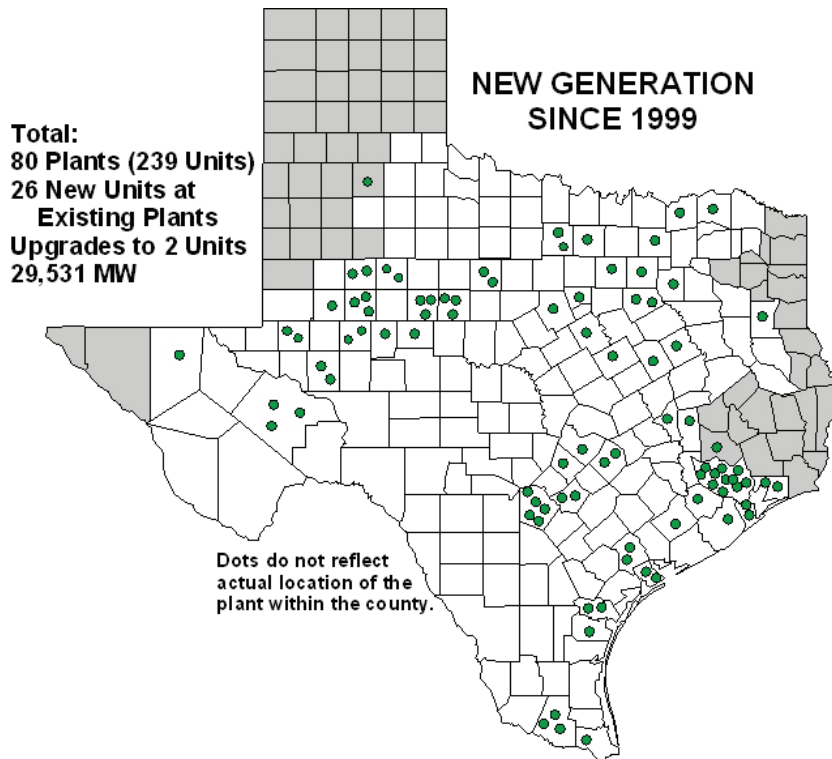 NEW GENERATION
SINCE 1999
Total:
80 Plants (239 Units)
26 New Units at
Existing Plants
Upgrades to 2 Units
29,531 MW
Dots do not reflect
actual location of the
plant within the county.